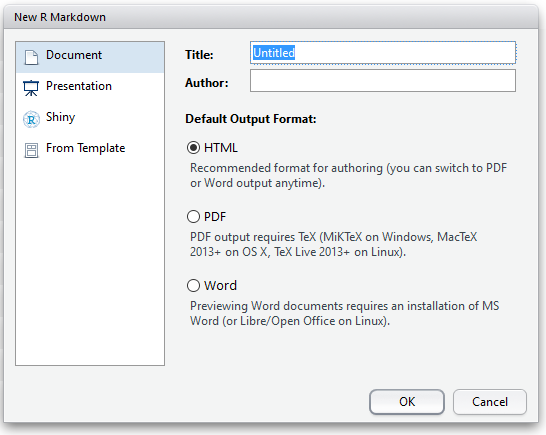 New R Markdown
Document
Presentation
Shiny
From Template
Title: Untitled
Author:
Default Output Format:
HTML
Recommended format for authoring (you can switch to PDF
or Word output anytime).
PDF
PDF output requires TeX (MiKTeX on Windows, MacTeX
2013+ on OS X, TeX Live 2013+ on Linux).
Word
Previewing Word documents requires an installation of MS
Word (or Libre/Open Office on Linux).
OK Cancel